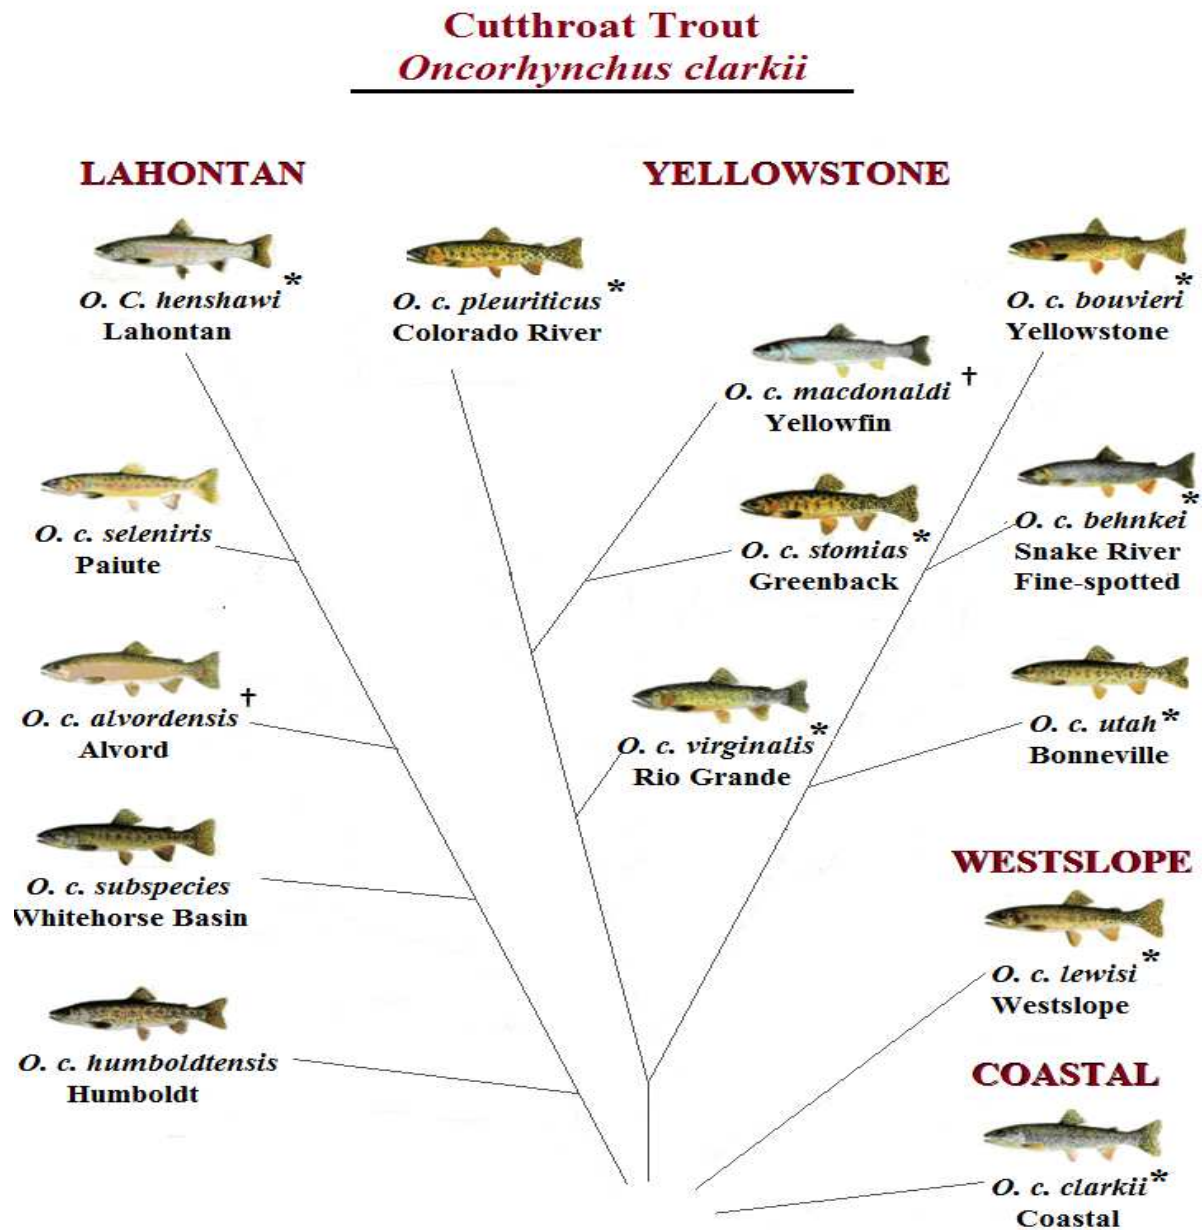 Cutthroat Trout
Oncorhynchus clarkii
LAHONTAN
YELLOWSTONE
O. C. henshawi*
Lahontan
O. c. pleuriticus*
Colorado River
O. c. bouvieri*
Yellowstone
O. c. macdonaldi†
Yellowfin
O. c. seleniris
Paiute
O. c. stomias*
Greenback
O. c. behnkei*
Snake River
Fine-spotted
O. c. alvordensis†
Alvord
O. c. virginalis*
Rio Grande
O. c. utah*
Bonneville
O. c. subspecies
Whitehorse Basin
WESTSLOPE
O. c. lewisi*
Westslope
O. c. humboldtensis
Humboldt
COASTAL
O. c. clarkii*
Coastal